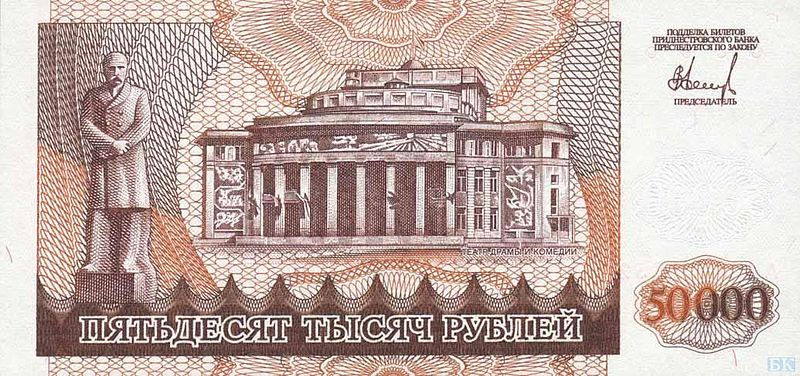 ПОДДЕЛКА БИЛЕТОВ
ПРИДНЕСТРОВСКОГО БАНКА
ПРЕСЛЕДУЕТСЯ ПО ЗАКОНУ
ПРЕДСЕДАТЕЛЬ
ТЕАТР ДРАМЫ И КОМЕДИИ
50000
ПЯТЬДЕСЯТ ТЫСЯЧ РУБЛЕЙ
БК